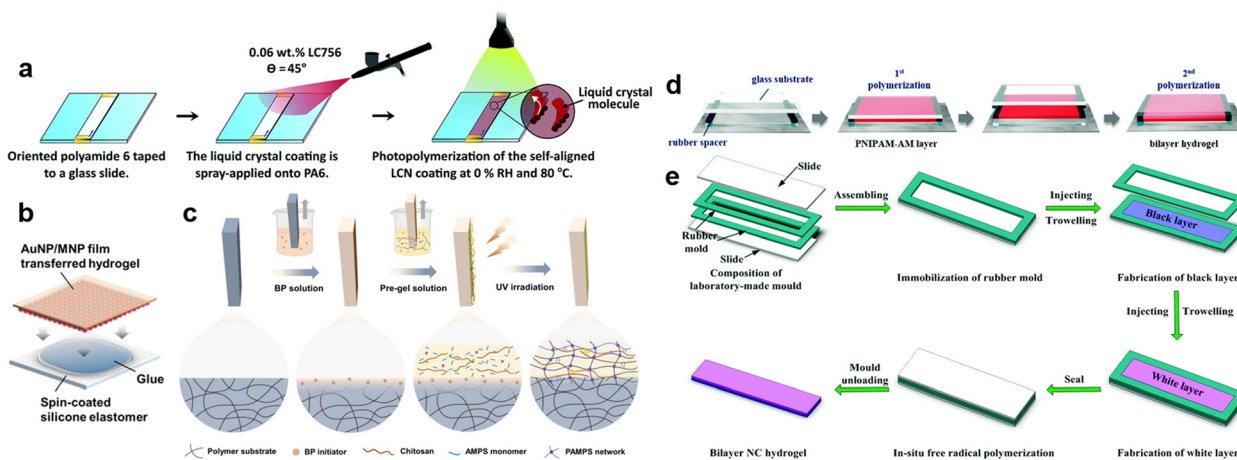 a
0.06 wt.% LC756
Θ = 45°
Liquid crystal
molecule
Oriented polyamide 6 taped
to a glass slide.
The liquid crystal coating is
spray-applied onto PA6.
Photopolymerization of the self-aligned
LCN coating at 0 % RH and 80 °C.
b
AuNP/MNP film
transferred hydrogel
Glue
Spin-coated
silicone elastomer
c
BP solution
Pre-gel solution
UV irradiation
Polymer substrate
BP initiator
Chitosan
AMPS monomer
PAMPS network
d
glass substrate
rubber spacer
1st
polymerization
PNIPAM-AM layer
2nd
polymerization
bilayer hydrogel
e
Slide
Rubber
mold
Slide
Composition of
laboratory-made mould
Assembling
Immobilization of rubber mold
Injecting
Trowelling
Black layer
Fabrication of black layer
Injecting
Trowelling
White layer
Fabrication of white layer
Seal
In-situ free radical polymerization
Mould
unloading
Bilayer NC hydrogel